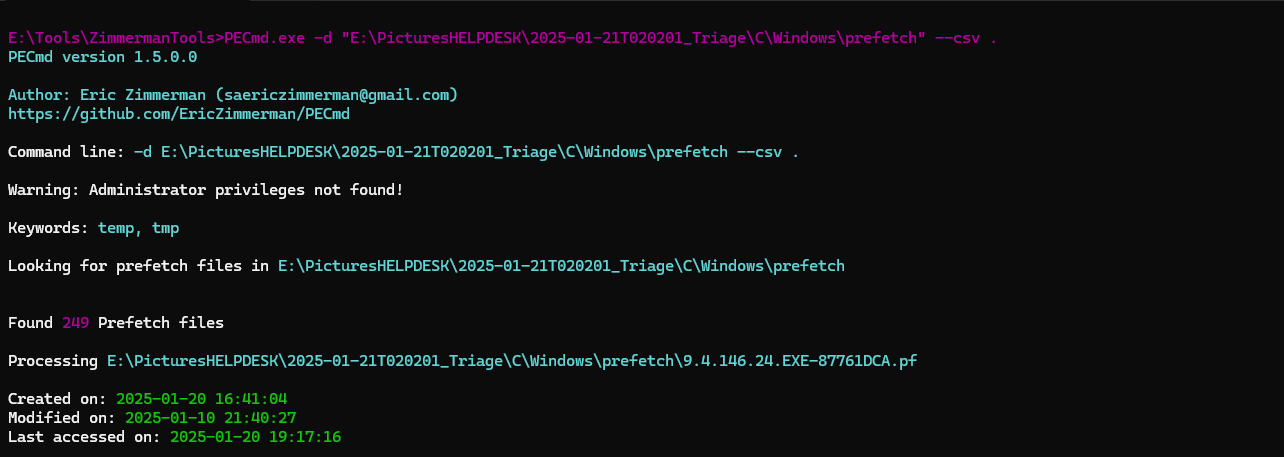 E:\Tools\ZimmermanTools>PECmd.exe -d "E:\PicturesHELPDESK\2025-01-21T020201_Triage\C\Windows\prefetch" --csv .
PECmd version 1.5.0.0
Author: Eric Zimmerman (saericzimmerman@gmail.com)
https://github.com/EricZimmerman/PECmd
Command line: -d E:\PicturesHELPDESK\2025-01-21T020201_Triage\C\Windows\prefetch --csv .
Warning: Administrator privileges not found!
Keywords: temp, tmp
Looking for prefetch files in E:\PicturesHELPDESK\2025-01-21T020201_Triage\C\Windows\prefetch
Found 249 Prefetch files
Processing E:\PicturesHELPDESK\2025-01-21T020201_Triage\C\Windows\prefetch\9.4.146.24.EXE-87761DCA.pf
Created on: 2025-01-20 16:41:04
Modified on: 2025-01-10 21:40:27
Last accessed on: 2025-01-20 19:17:16